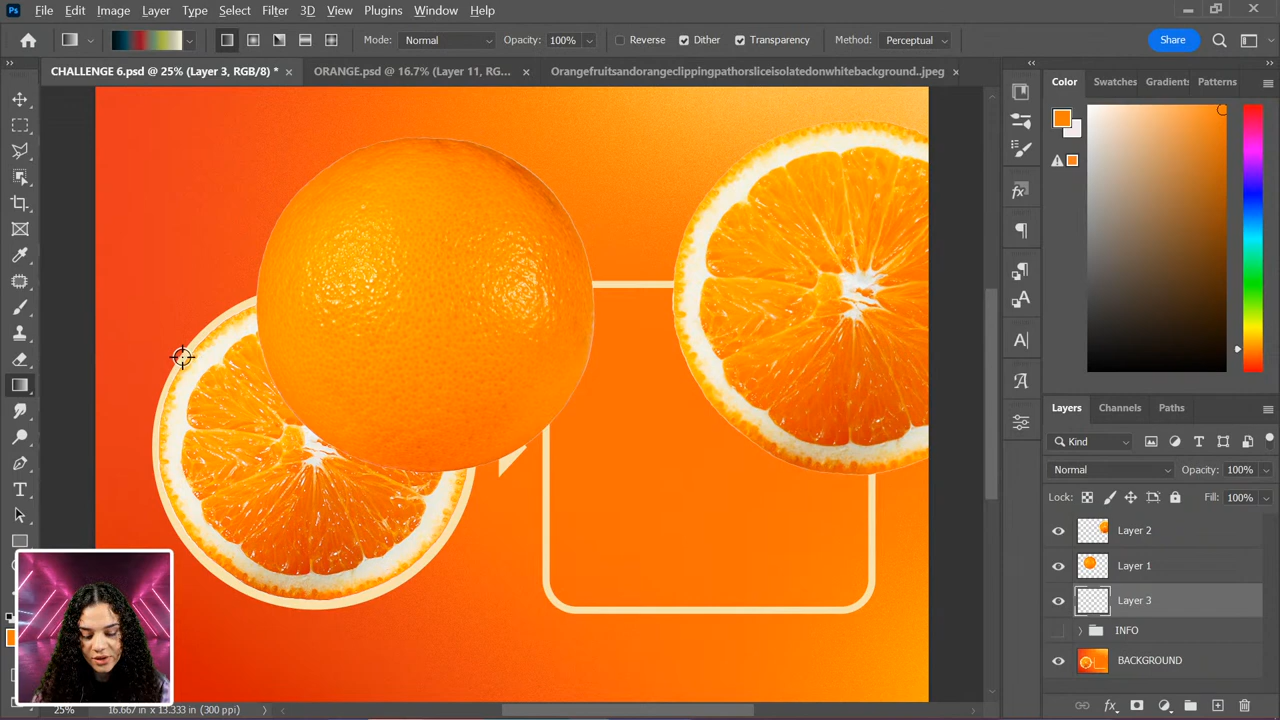 Ps File Edit Image Layer Type Select Filter 3D View Plugins Window Help
Mode: Normal Opacity: 100% Reverse Dither Transparency Method: Perceptual Share
CHALLENGE 6.psd @ 25% (Layer 3, RGB/8) * × ORANGE.psd @ 16.7% (Layer 11, RG... × Orangefruitsandorangeclippingpathorsliceisolatedonwhitebackground..jpeg ×
Color Swatches Gradient: Patterns
Layers Channels Paths
Kind
Normal Opacity: 100%
Lock: Fill: 100%
Layer 2
Layer 1
Layer 3
INFO
BACKGROUND
25% 16.667 in x 13.333 in (300 ppi)